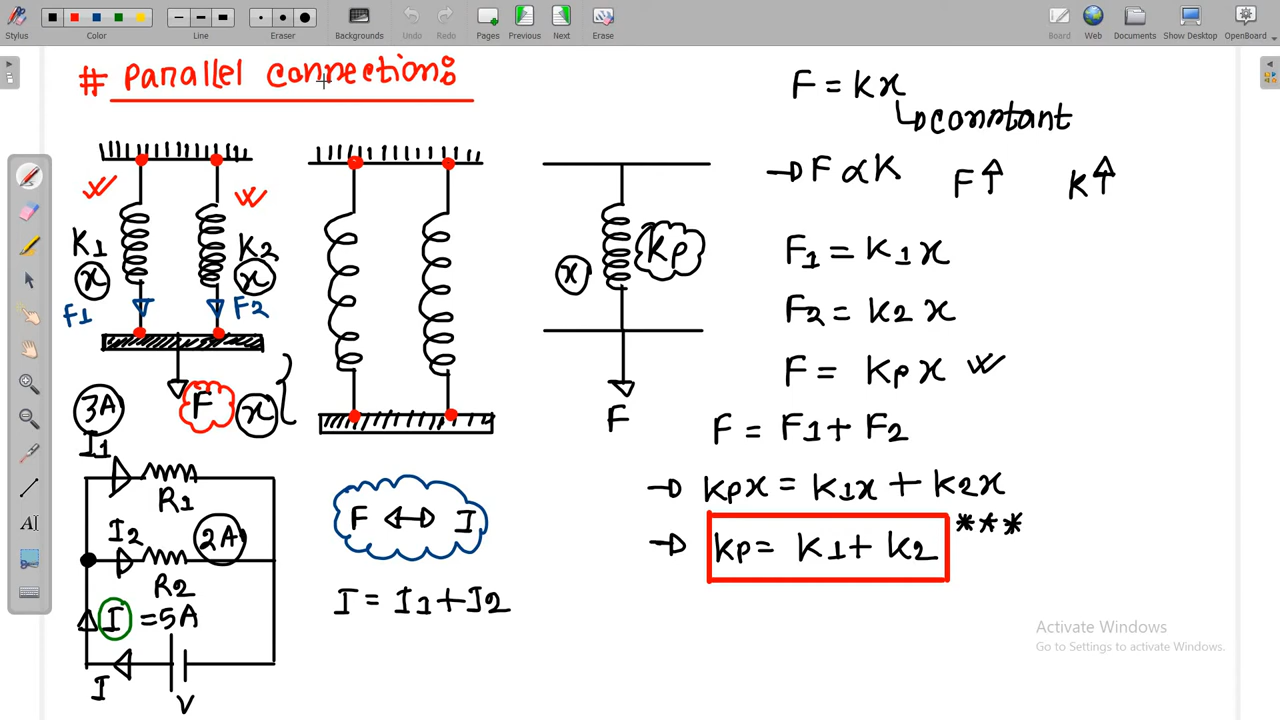 Stylus
Color
Line
Eraser
Backgrounds
Undo
Redo
Pages
Previous
Next
Erase
Board
Web
Documents
Show Desktop
OpenBoard
# Parallel connection:
F = Kx
constant
→ F ∝ K F↑ K↑
K1
x
K2
x
F1
F2
F
x
x
Kp
F
F1 = K1x
F2 = K2x
F = Kpx
F = F1 + F2
→ Kpx = K1x + K2x
→ Kp = K1 + K2 ***
3A
I1
R1
I2
2A
R2
I = 5A
I
V
F ↔ I
I = I1 + I2
Activate Windows
Go to Settings to activate Windows.